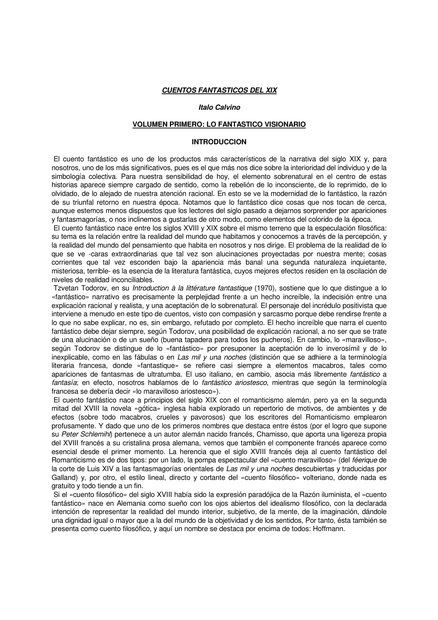 CUENTOS FANTASTICOS DEL XIX
Italo Calvino
VOLUMEN PRIMERO: LO FANTASTICO VISIONARIO
INTRODUCCION
El cuento fantástico es uno de los productos más característicos de la narrativa del siglo XIX y, para
nosotros, uno de los más significativos, pues es el que más nos dice sobre la interioridad del individuo y de la
simbología colectiva. Para nuestra sensibilidad de hoy, el elemento sobrenatural en el centro de estas
historias aparece siempre cargado de sentido, como la rebelión de lo inconsciente, de lo reprimido, de lo
olvidado, de lo alejado de nuestra atención racional. En esto se ve la modernidad de lo fantástico, la razón
de su triunfal retorno en nuestra época. Notamos que lo fantástico dice cosas que nos tocan de cerca,
aunque estemos menos dispuestos que los lectores del siglo pasado a dejarnos sorprender por apariciones
y fantasmagorías, o nos inclinemos a gustarlas de otro modo, como elementos del colorido de la época.
El cuento fantástico nace entre los siglos XVIII y XIX sobre el mismo terreno que la especulación filosófica:
su tema es la relación entre la realidad del mundo que habitamos y conocemos a través de la percepción, y
la realidad del mundo del pensamiento que habita en nosotros y nos dirige. El problema de la realidad de lo
que se ve -caras extraordinarias que tal vez son alucinaciones proyectadas por nuestra mente; cosas
corrientes que tal vez esconden bajo la apariencia más banal una segunda naturaleza inquietante,
misteriosa, terrible- es la esencia de la literatura fantástica, cuyos mejores efectos residen en la oscilación de
niveles de realidad inconciliables.
Tzvetan Todorov, en su Introduction à la littérature fantastique (1970), sostiene que lo que distingue a lo
«fantástico» narrativo es precisamente la perplejidad frente a un hecho increíble, la indecisión entre una
explicación racional y realista, y una aceptación de lo sobrenatural. El personaje del incrédulo positivista que
interviene a menudo en este tipo de cuentos, visto con compasión y sarcasmo porque debe rendirse frente a
lo que no sabe explicar, no es, sin embargo, refutado por completo. El hecho increíble que narra el cuento
fantástico debe dejar siempre, según Todorov, una posibilidad de explicación racional, a no ser que se trate
de una alucinación o de un sueño (buena tapadera para todos los pucheros). En cambio, lo «maravilloso»,
según Todorov se distingue de lo «fantástico» por presuponer la aceptación de lo inverosímil y de lo
inexplicable, como en las fábulas o en Las mil y una noches (distinción que se adhiere a la terminología
literaria francesa, donde «fantastique» se refiere casi siempre a elementos macabros, tales como
apariciones de fantasmas de ultratumba. El uso italiano, en cambio, asocia más libremente fantástico a
fantasía; en efecto, nosotros hablamos de lo fantástico ariostesco, mientras que según la terminología
francesa se debería decir «lo maravilloso ariostesco»).
El cuento fantástico nace a principios del siglo XIX con el romanticismo alemán, pero ya en la segunda
mitad del XVIII la novela «gótica» inglesa había explorado un repertorio de motivos, de ambientes y de
efectos (sobre todo macabros, crueles y pavorosos) que los escritores del Romanticismo emplearon
profusamente. Y dado que uno de los primeros nombres que destaca entre éstos (por el logro que supone
su Peter Schlemihl) pertenece a un autor alemán nacido francés, Chamisso, que aporta una ligereza propia
del XVIII francés a su cristalina prosa alemana, vemos que también el componente francés aparece como
esencial desde el primer momento. La herencia que el siglo XVIII francés deja al cuento fantástico del
Romanticismo es de dos tipos: por un lado, la pompa espectacular del «cuento maravilloso» (del féerique de
la corte de Luis XIV a las fantasmagorías orientales de Las mil y una noches descubiertas y traducidas por
Galland) y, por otro, el estilo lineal, directo y cortante del «cuento filosófico» volteriano, donde nada es
gratuito y todo tiende a un fin.
Si el «cuento filosófico» del siglo XVIII había sido la expresión paradójica de la Razón iluminista, el «cuento
fantástico» nace en Alemania como sueño con los ojos abiertos del idealismo filosófico, con la declarada
intención de representar la realidad del mundo interior, subjetivo, de la mente, de la imaginación, dándole
una dignidad igual o mayor que a la del mundo de la objetividad y de los sentidos, Por tanto, ésta también se
presenta como cuento filosófico, y aquí un nombre se destaca por encima de todos: Hoffmann.